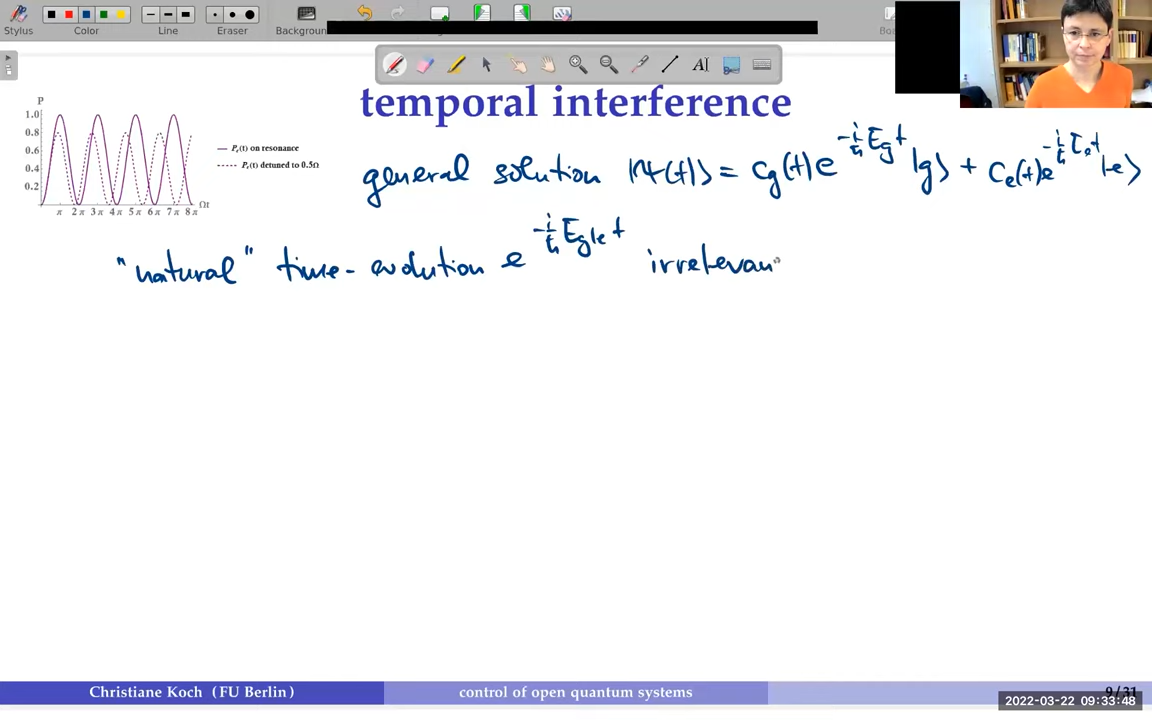 Stylus Color Line Eraser Backgroun
temporal interference
P
1.0
0.8
0.6
0.4
0.2
π 2π 3π 4π 5π 6π 7π 8π Ωt
— Pₑ(t) on resonance
---- Pₑ(t) detuned to 0.5Ω
general solution |Ψ(t)⟩ = c_g(t) e^{-i/ħ E_g t} |g⟩ + c_e(t) e^{-i/ħ E_e t} |e⟩
"natural" time-evolution e^{-i/ħ E_{g/e} t} irrelevan
Christiane Koch (FU Berlin) control of open quantum systems 9 / 31
2022-03-22 09:33:48